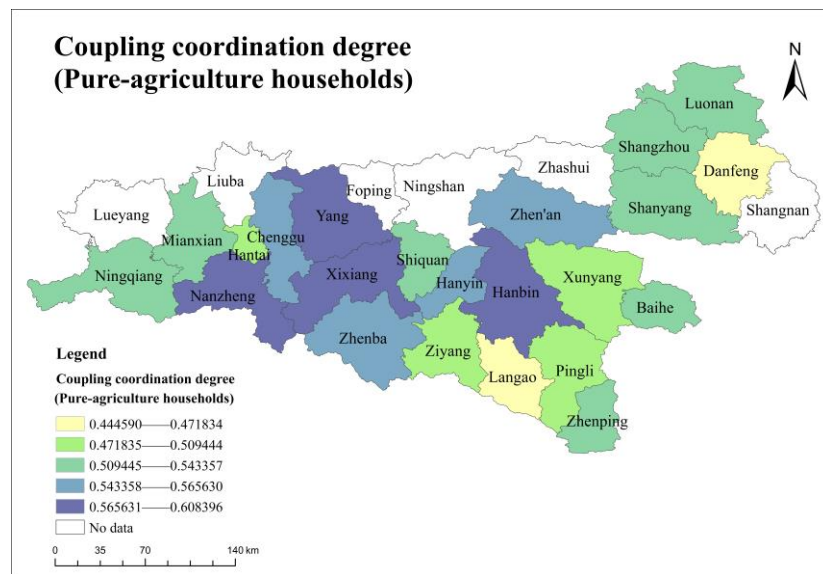 Coupling coordination degree
(Pure-agriculture households)
N
Luonan
Shangzhou
Danfeng
Zhashui
Liuba
Foping
Ningshan
Lueyang
Yang
Zhen'an
Shanyang
Shangnan
Mianxian
Chenggu
Hantai
Shiquan
Xunyang
Ningqiang
Xixiang
Hanyin
Hanbin
Nanzheng
Baihe
Zhenba
Ziyang
Pingli
Langao
Zhenping
Legend
Coupling coordination degree
(Pure-agriculture households)
0.444590——0.471834
0.471835——0.509444
0.509445——0.543357
0.543358——0.565630
0.565631——0.608396
No data
0 35 70 140 km